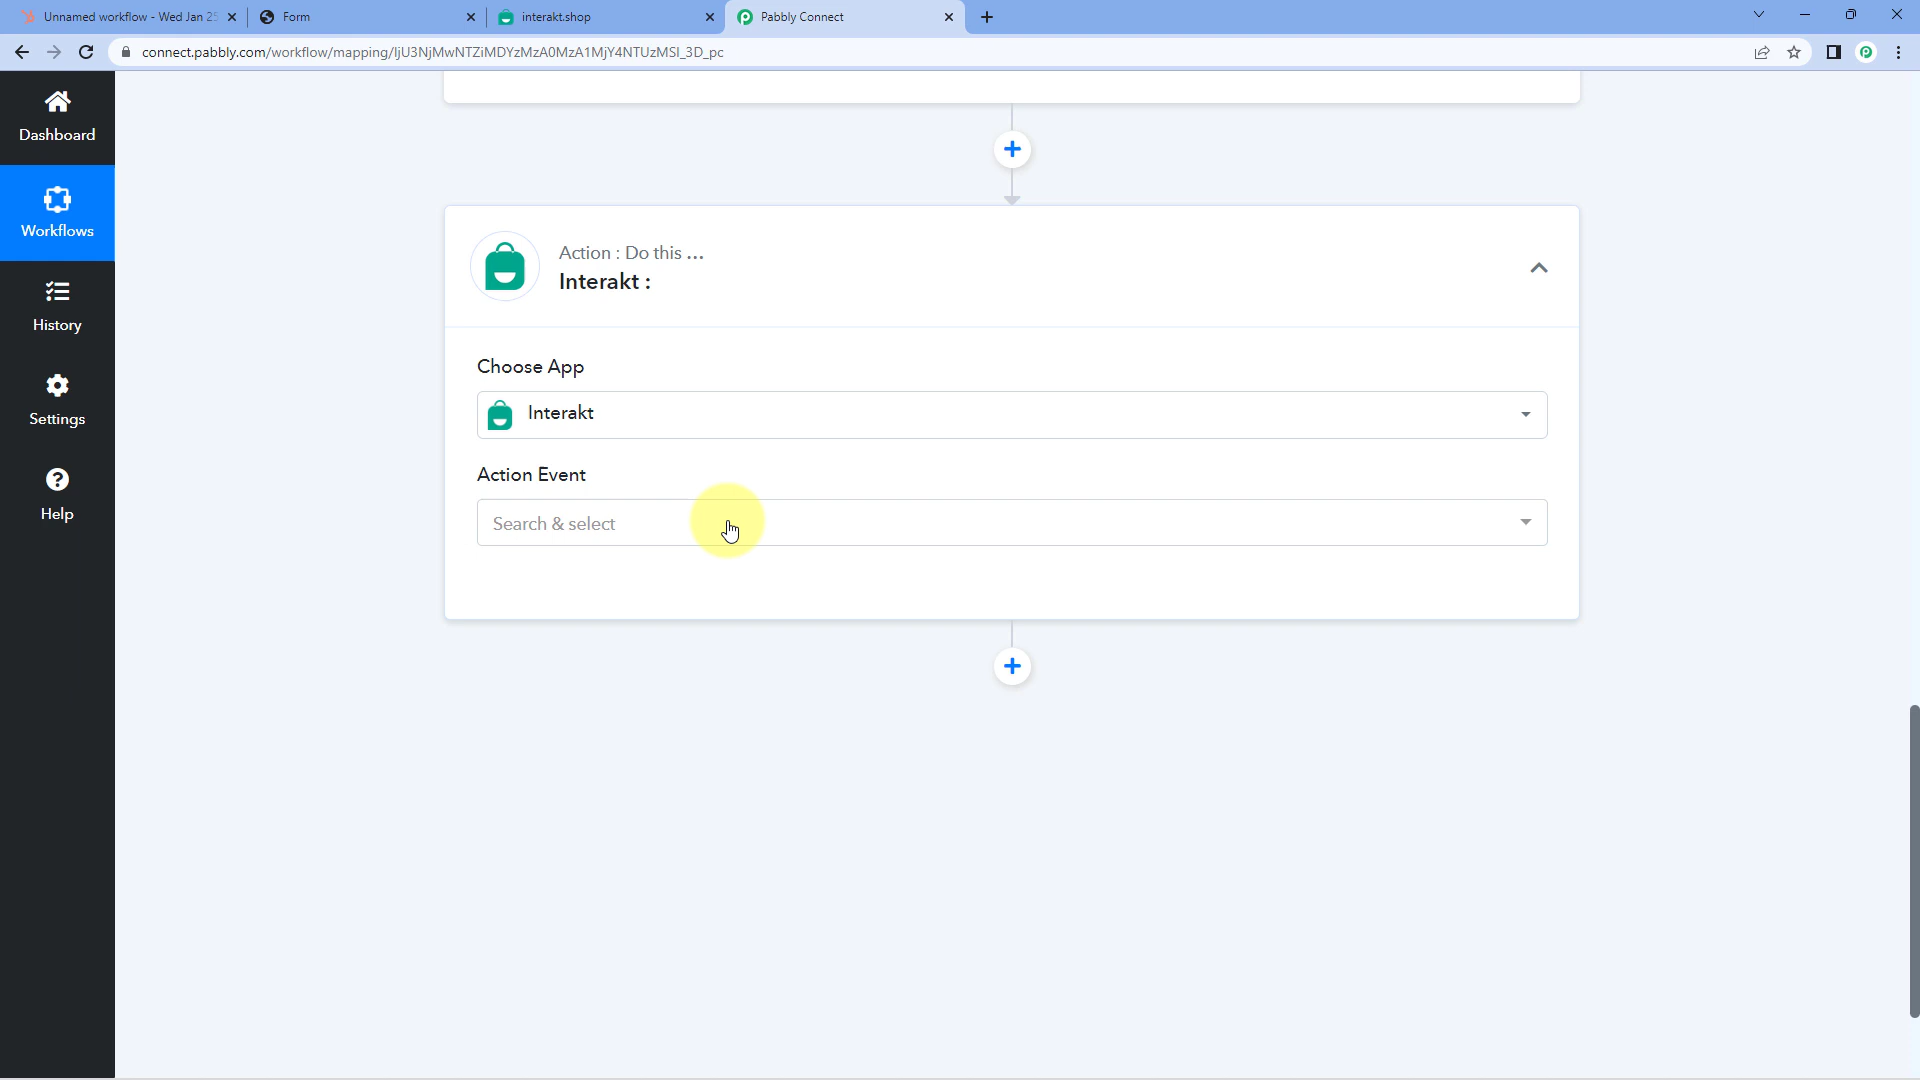 Unnamed workflow - Wed Jan 25
Form
interakt.shop
Pabbly Connect
connect.pabbly.com/workflow/mapping/IjU3NjMwNTZiMDYzMzA0MzA1MjY4NTUzMSI_3D_pc
Dashboard
Workflows
History
Settings
Help
Action : Do this ...
Interakt :
Choose App
Interakt
Action Event
Search & select